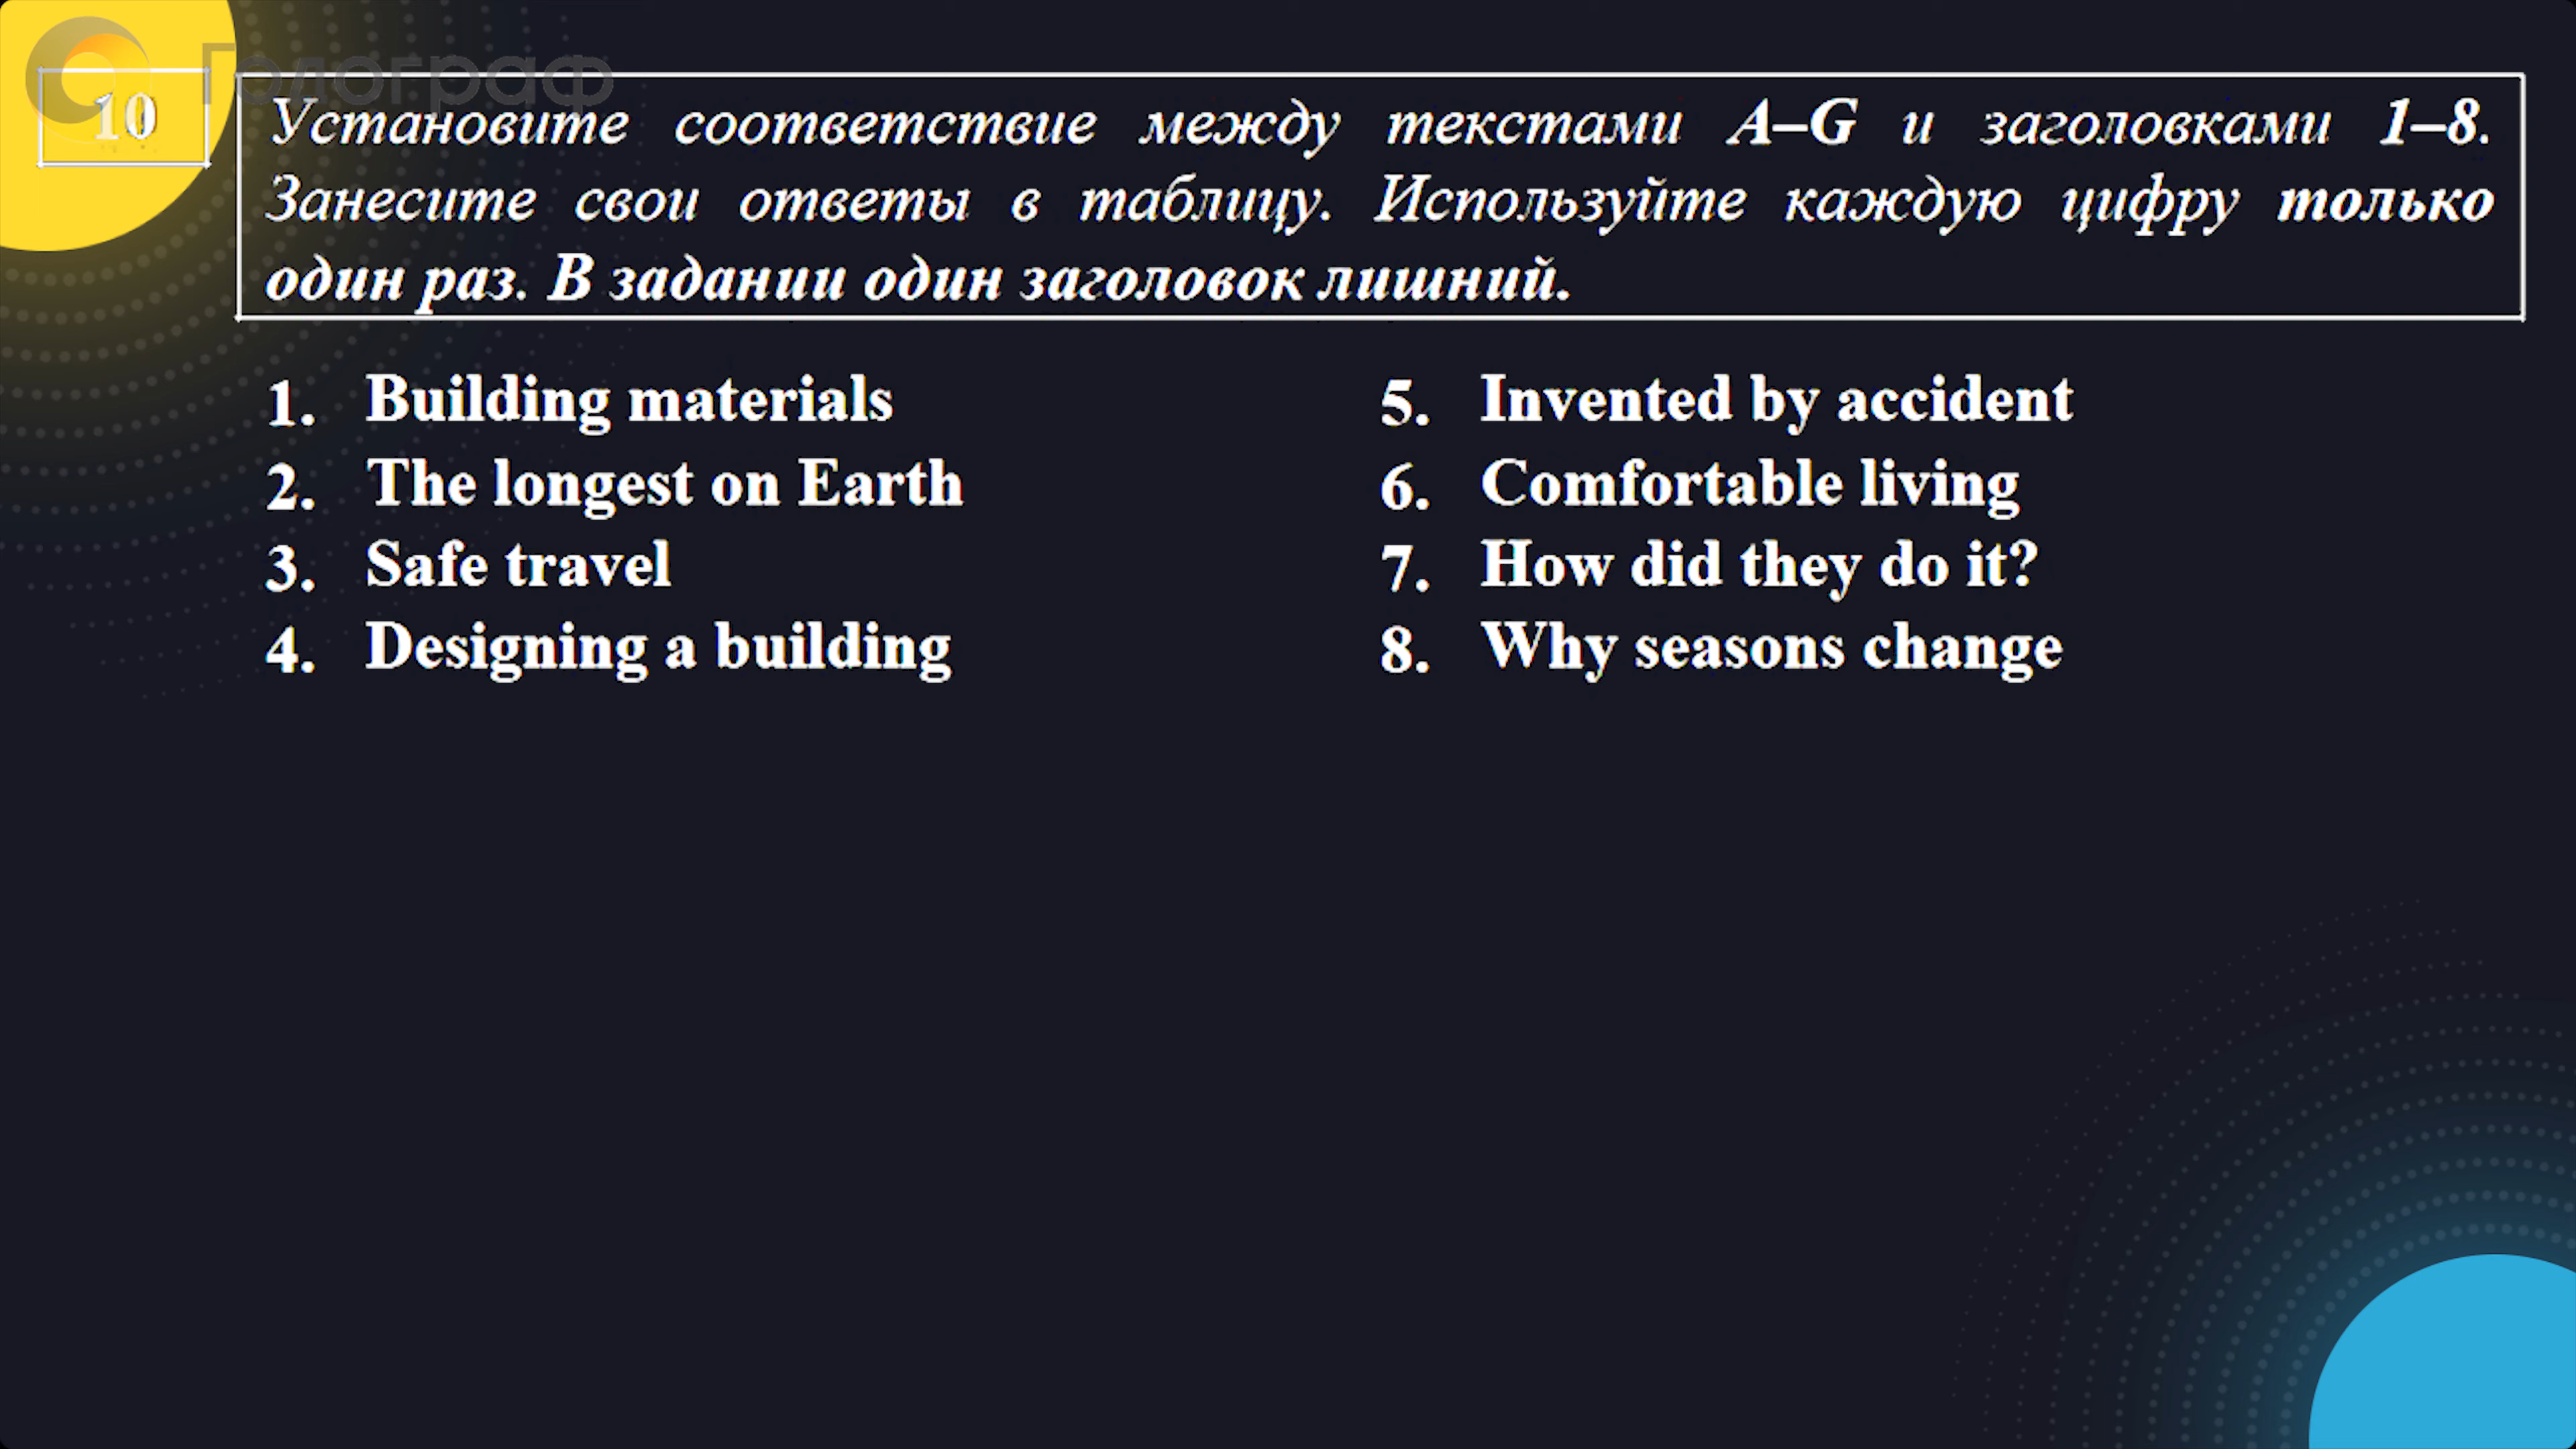 Голограф
10
Установите соответствие между текстами A–G и заголовками 1–8.
Занесите свои ответы в таблицу. Используйте каждую цифру только
один раз. В задании один заголовок лишний.
1. Building materials
2. The longest on Earth
3. Safe travel
4. Designing a building
5. Invented by accident
6. Comfortable living
7. How did they do it?
8. Why seasons change